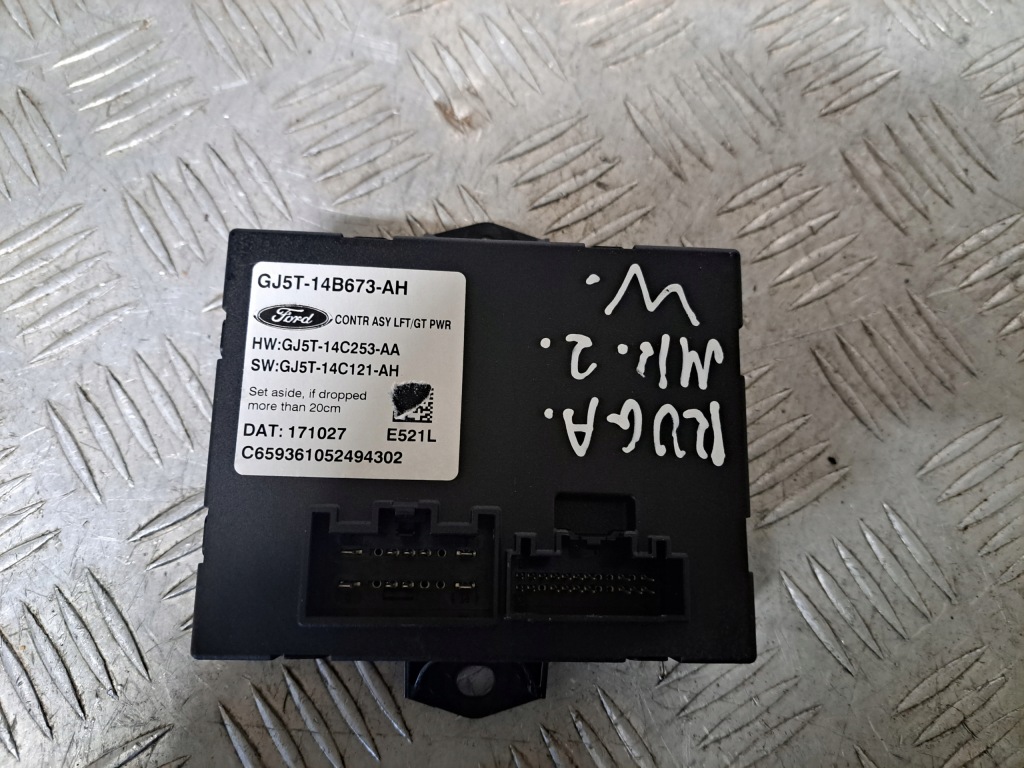 GJ5T-14B673-AH
Ford CONTR ASY LFT/GT PWR
HW:GJ5T-14C253-AA
SW:GJ5T-14C121-AH
Set aside, if dropped
more than 20cm
DAT: 171027 E521L
C659361052494302
KUGA.
MK.2.
W.